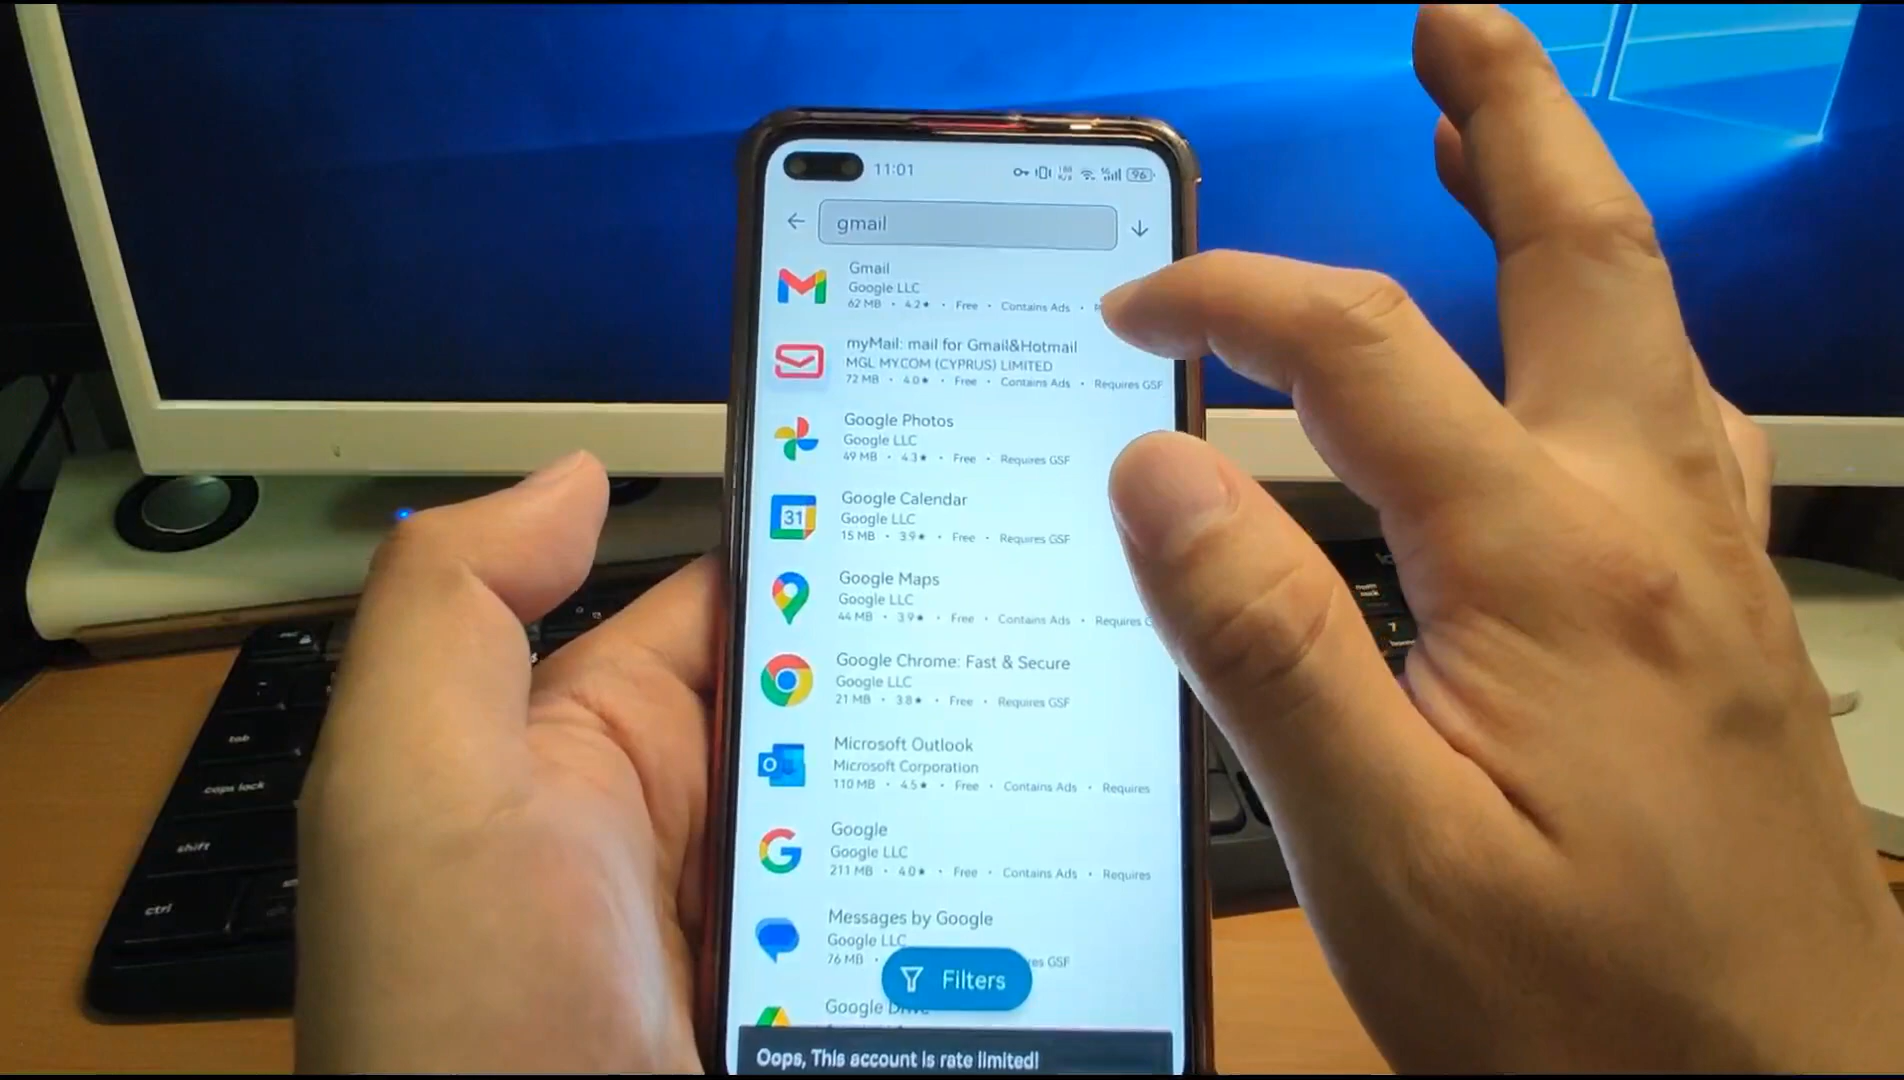 11:01
96
gmail
Gmail
Google LLC
62 MB • 4.2★ • Free • Contains Ads •
myMail: mail for Gmail&Hotmail
MGL MY.COM (CYPRUS) LIMITED
72 MB • 4.0★ • Free • Contains Ads • Requires GSF
Google Photos
Google LLC
49 MB • 4.3★ • Free • Requires GSF
31
Google Calendar
Google LLC
15 MB • 3.9★ • Free • Requires GSF
Google Maps
Google LLC
44 MB • 3.9★ • Free • Contains Ads • Requires
Google Chrome: Fast & Secure
Google LLC
21 MB • 3.8★ • Free • Requires GSF
Microsoft Outlook
Microsoft Corporation
110 MB • 4.5★ • Free • Contains Ads • Requires
Google
Google LLC
211 MB • 4.0★ • Free • Contains Ads • Requires
Messages by Google
Google LLC
76 MB • GSF
Filters
Google
Oops, This account is rate limited!
tab
caps lock
shift
ctrl
7